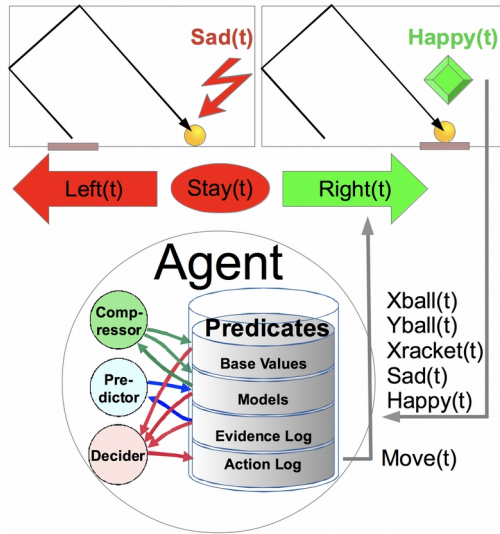 Sad(t)
Happy(t)
Left(t)
Stay(t)
Right(t)
Agent
Comp-
ressor
Pre-
dictor
Decider
Predicates
Base Values
Models
Evidence Log
Action Log
Xball(t)
Yball(t)
Xracket(t)
Sad(t)
Happy(t)
Move(t)